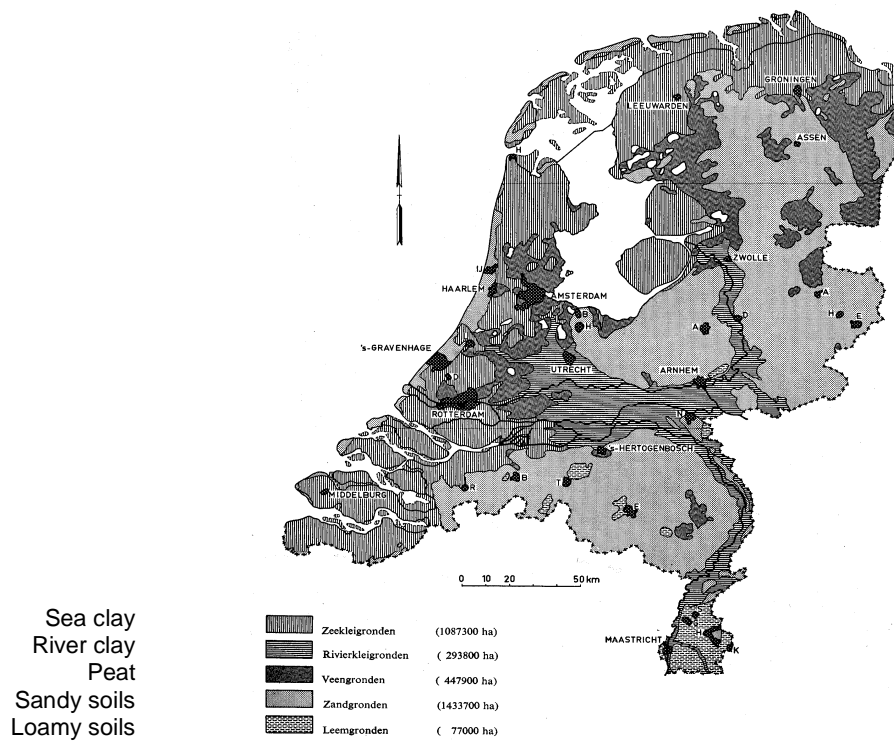 GRONINGEN
LEEUWARDEN
ASSEN
H
ZWOLLE
IJ
HAARLEM
AMSTERDAM
A
B
H
H
E
A
D
's-GRAVENHAGE
D
UTRECHT
ARNHEM
ROTTERDAM
N
's-HERTOGENBOSCH
R
B
T
E
MIDDELBURG
0 10 20 50 km
MAASTRICHT
H
K
Sea clay
River clay
Peat
Sandy soils
Loamy soils
Zeekleigronden (1087300 ha)
Rivierkleigronden ( 293800 ha)
Veengronden ( 447900 ha)
Zandgronden (1433700 ha)
Leemgronden ( 77000 ha)